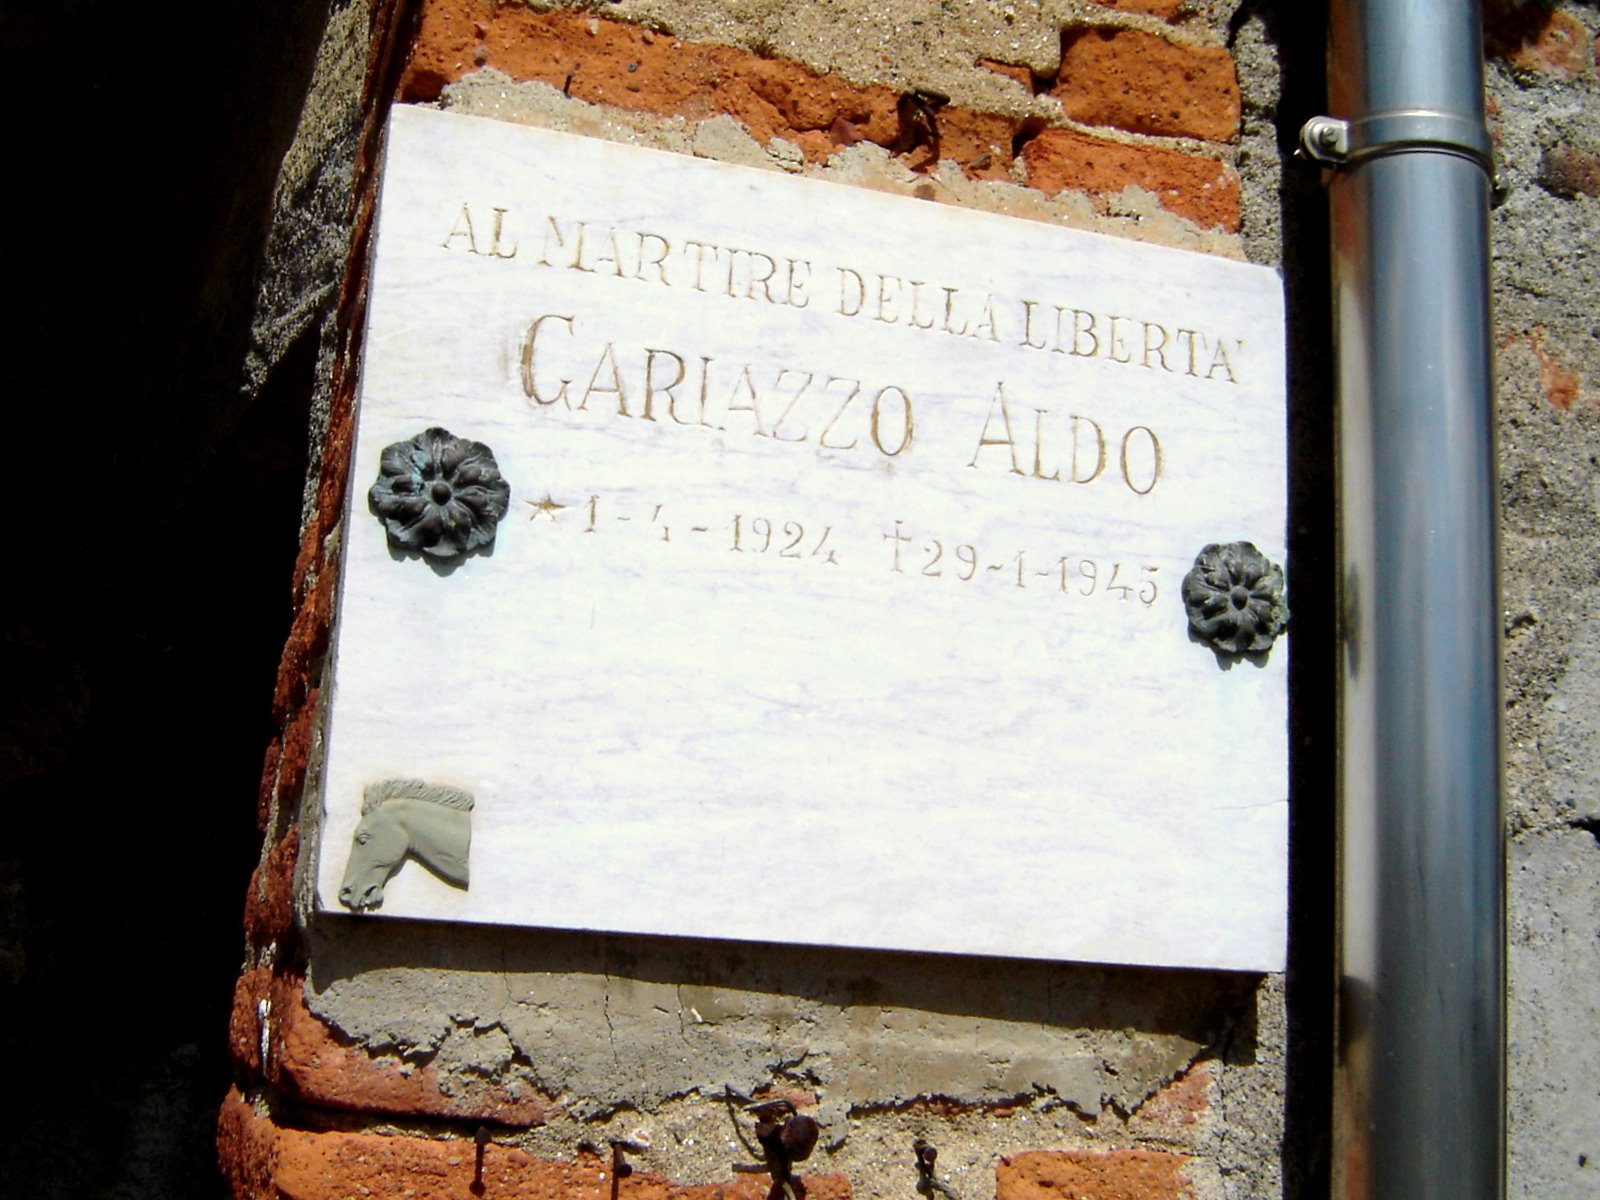 AL MARTIRE DELLA LIBERTA'
CARIAZZO ALDO
★ 1-4-1924 ✝ 29-1-1945